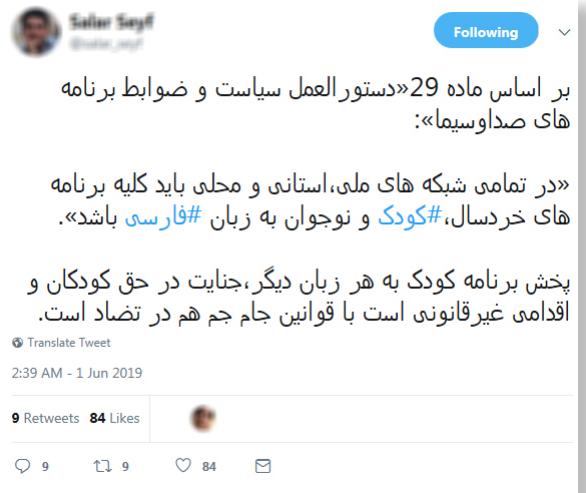 Salar Seyf
@salar_seyf
Following
بر اساس ماده 29«دستورالعمل سیاست و ضوابط برنامه
های صداوسیما»:
«در تمامی شبکه های ملی،استانی و محلی باید کلیه برنامه
های خردسال،#کودک و نوجوان به زبان #فارسی باشد».
پخش برنامه کودک به هر زبان دیگر،جنایت در حق کودکان و
اقدامی غیرقانونی است با قوانین جام جم هم در تضاد است.
Translate Tweet
2:39 AM - 1 Jun 2019
9 Retweets 84 Likes
9 9 84